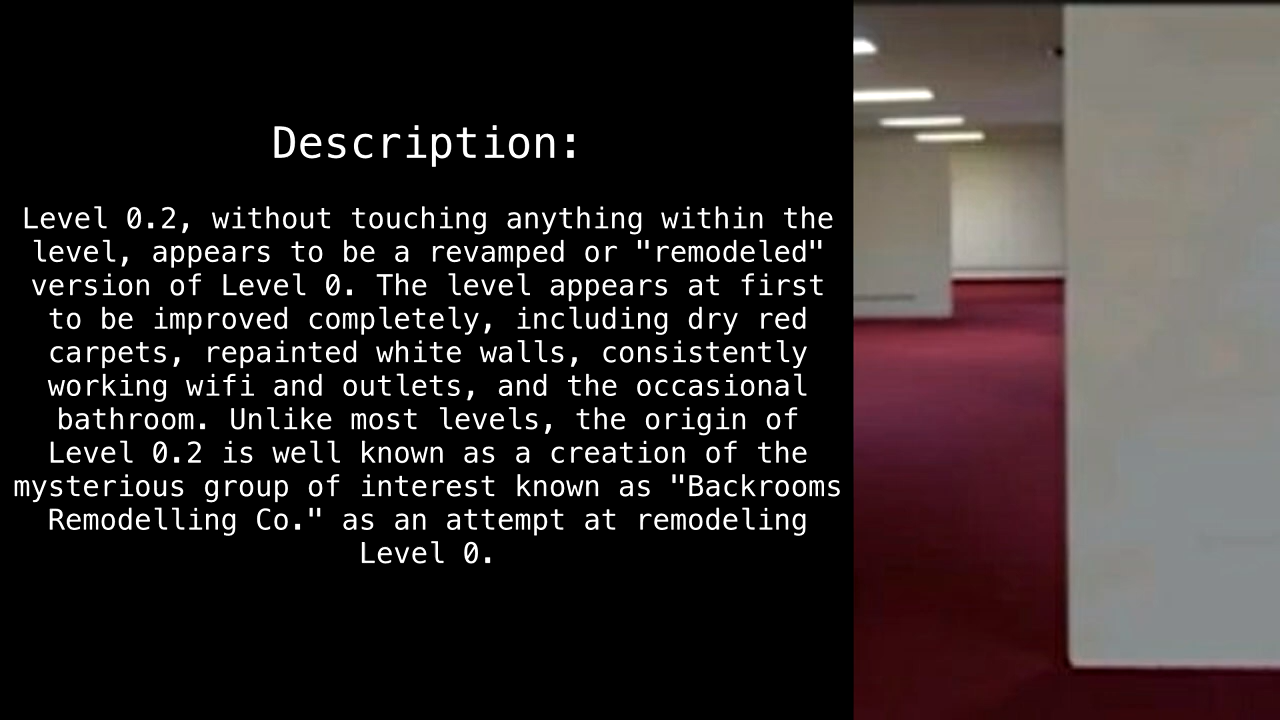 Description:
Level 0.2, without touching anything within the
level, appears to be a revamped or "remodeled"
version of Level 0. The level appears at first
to be improved completely, including dry red
carpets, repainted white walls, consistently
working wifi and outlets, and the occasional
bathroom. Unlike most levels, the origin of
Level 0.2 is well known as a creation of the
mysterious group of interest known as "Backrooms
Remodelling Co." as an attempt at remodeling
Level 0.